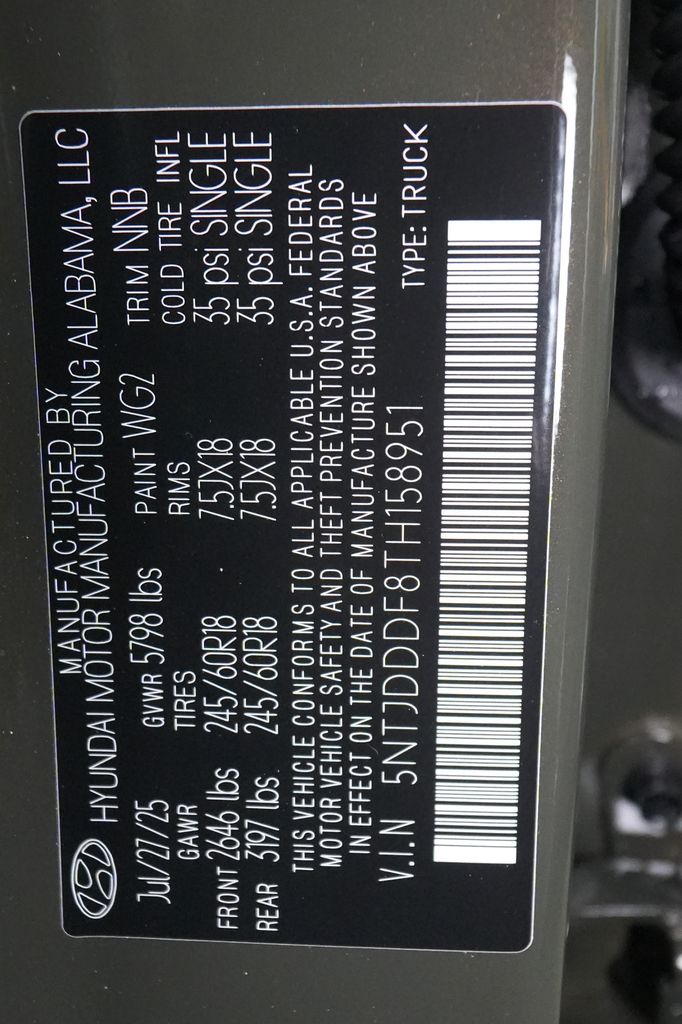 MANUFACTURED BY
HYUNDAI MOTOR MANUFACTURING ALABAMA, LLC
Jul/27/25 GVWR 5798 lbs PAINT WG2 TRIM NNB
GAWR TIRES RIMS COLD TIRE INFL
FRONT 2646 lbs 245/60R18 7.5JX18 35 psi SINGLE
REAR 3197 lbs 245/60R18 7.5JX18 35 psi SINGLE
THIS VEHICLE CONFORMS TO ALL APPLICABLE U.S.A. FEDERAL
MOTOR VEHICLE SAFETY AND THEFT PREVENTION STANDARDS
IN EFFECT ON THE DATE OF MANUFACTURE SHOWN ABOVE
V.I.N 5NTJDDDF8TH158951 TYPE: TRUCK